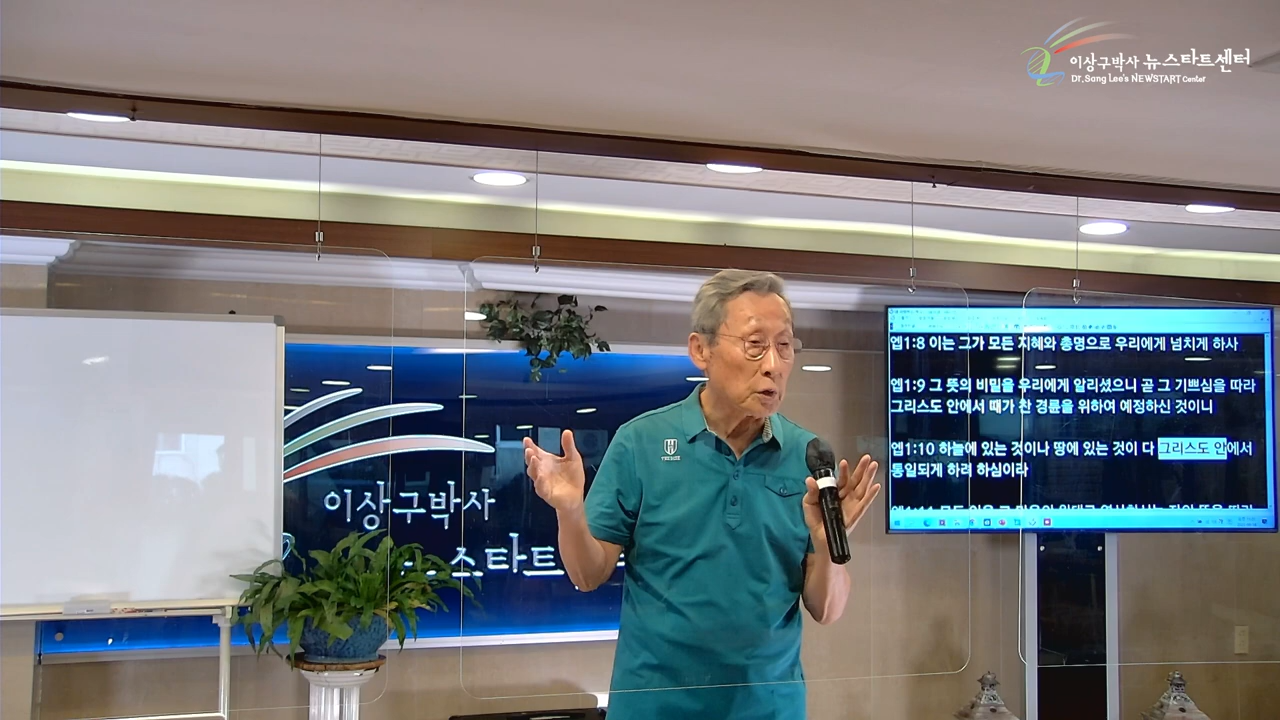 이상구박사 뉴스타트센터
Dr. Sang Lee's NEWSTART Center
엡1:8 이는 그가 모든 지혜와 총명으로 우리에게 넘치게 하사
엡1:9 그 뜻의 비밀을 우리에게 알리셨으니 곧 그 기쁘심을 따라
그리스도 안에서 때가 찬 경륜을 위하여 예정하신 것이니
엡1:10 하늘에 있는 것이나 땅에 있는 것이 다 그리스도 안에서
통일되게 하려 하심이라
이상구박사
스타트